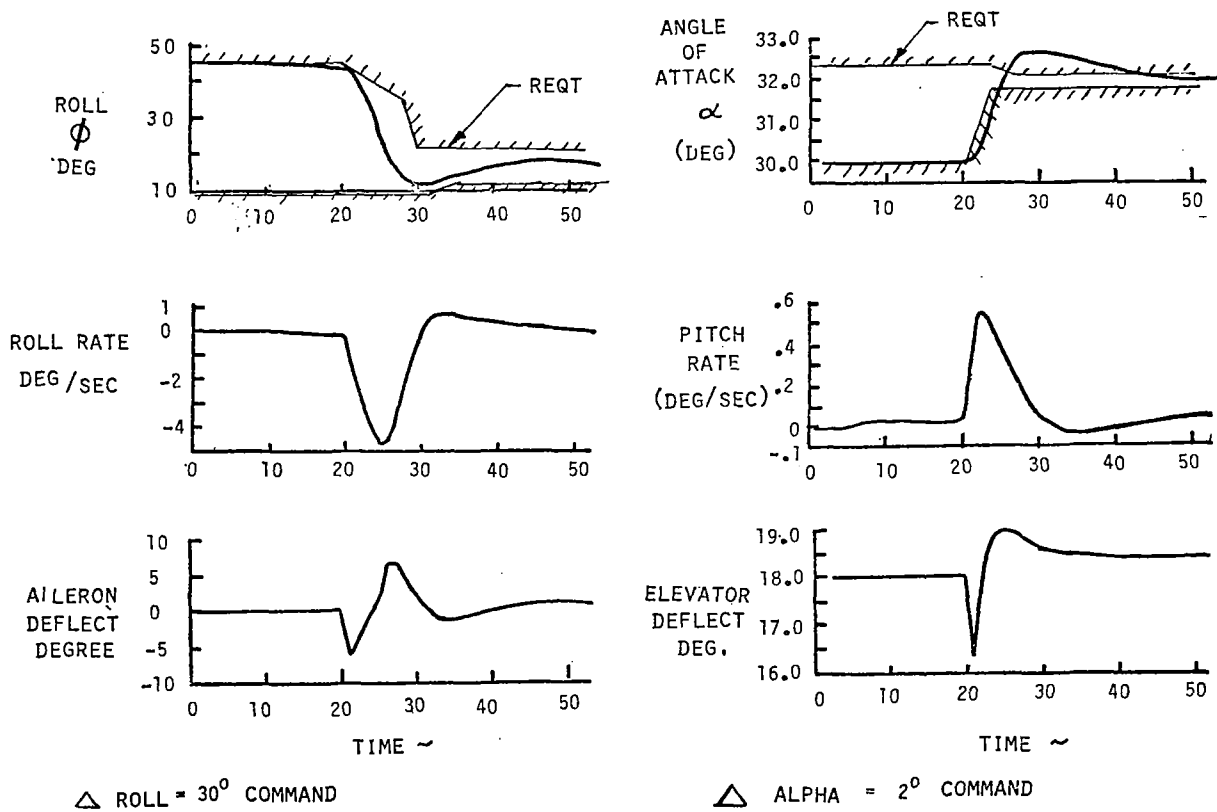 50
30
10
ROLL
ϕ
DEG
REQT
0 10 20 30 40 50
ANGLE
OF
ATTACK
α
(DEG)
33.0
32.0
31.0
30.0
REQT
0 10 20 30 40 50
ROLL RATE
DEG/SEC
1
0
-2
-4
0 10 20 30 40 50
PITCH
RATE
(DEG/SEC)
.6
.4
.2
0
-.1
0 10 20 30 40 50
AILERON
DEFLECT
DEGREE
10
5
0
-5
-10
0 10 20 30 40 50
TIME ~
ELEVATOR
DEFLECT
DEG.
19.0
18.0
16.0
17.0
16.0
0 10 20 30 40 50
TIME ~
△ ROLL = 30° COMMAND
△ ALPHA = 2° COMMAND